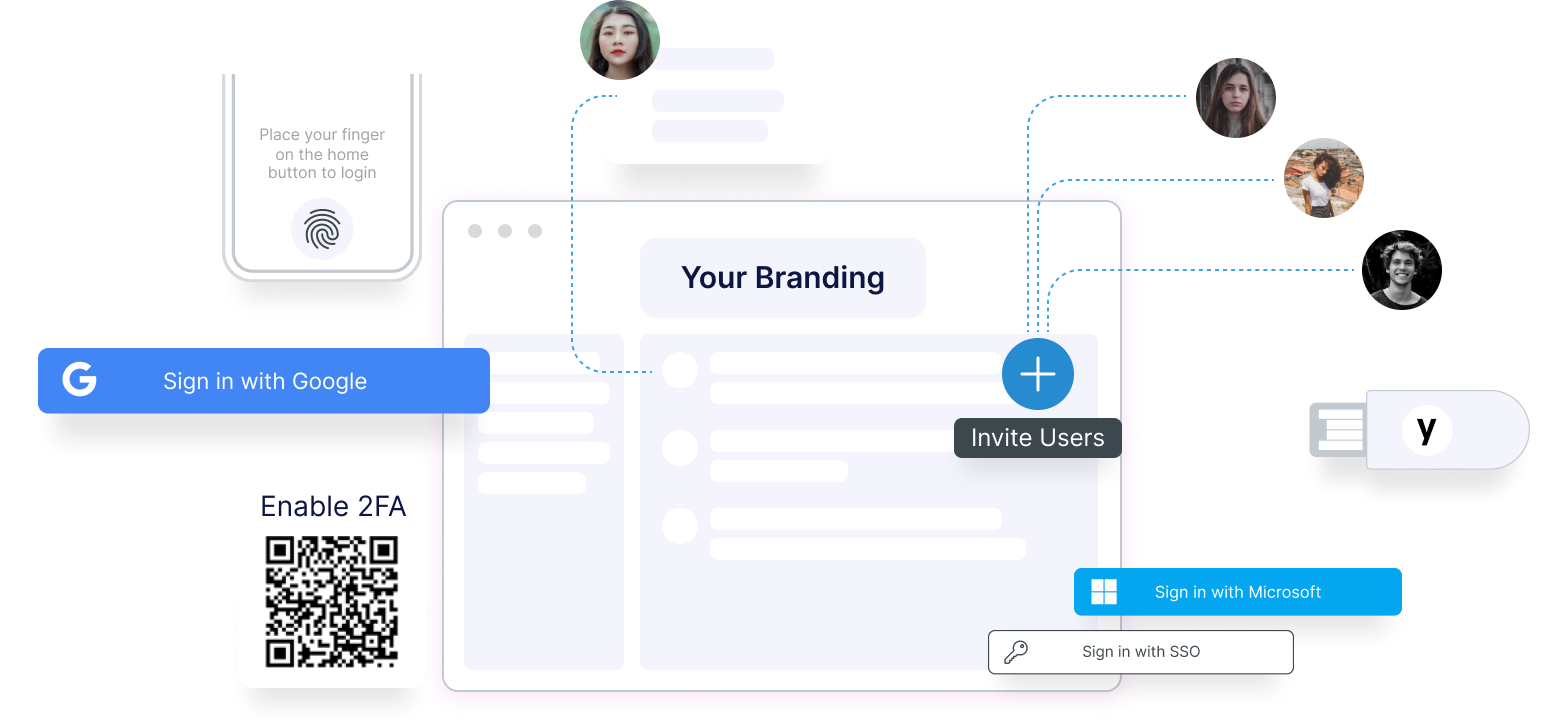 Place your finger
on the home
button to login
Your Branding
Sign in with Google
Invite Users
y
Enable 2FA
Sign in with Microsoft
Sign in with SSO